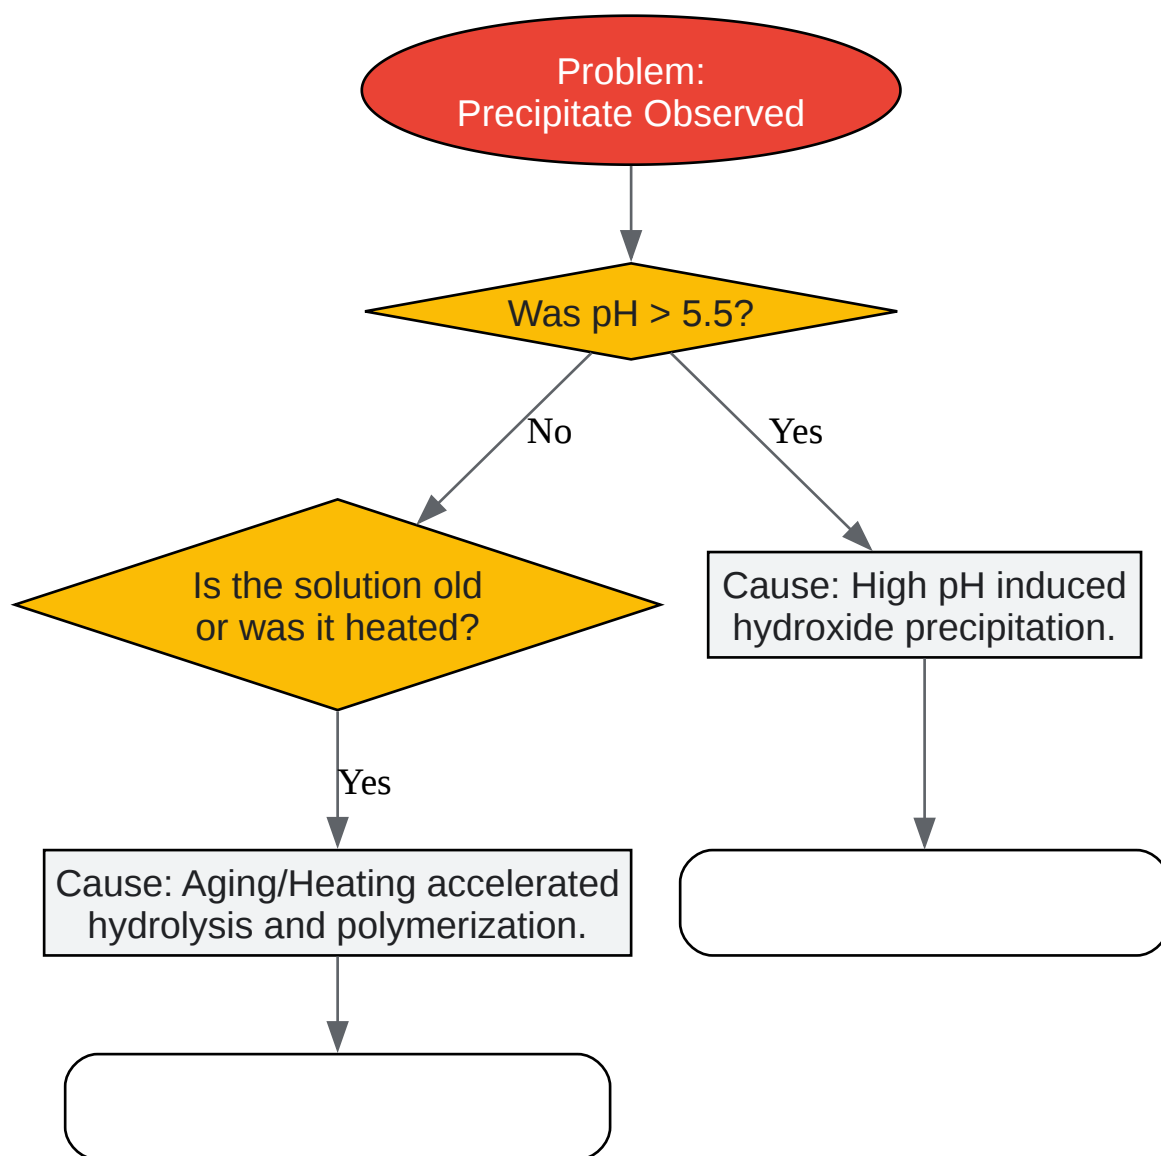 Problem:
Precipitate Observed
Was pH > 5.5?
No
Yes
Is the solution old
or was it heated?
Cause: High pH induced
hydroxide precipitation.
Yes
Cause: Aging/Heating accelerated
hydrolysis and polymerization.